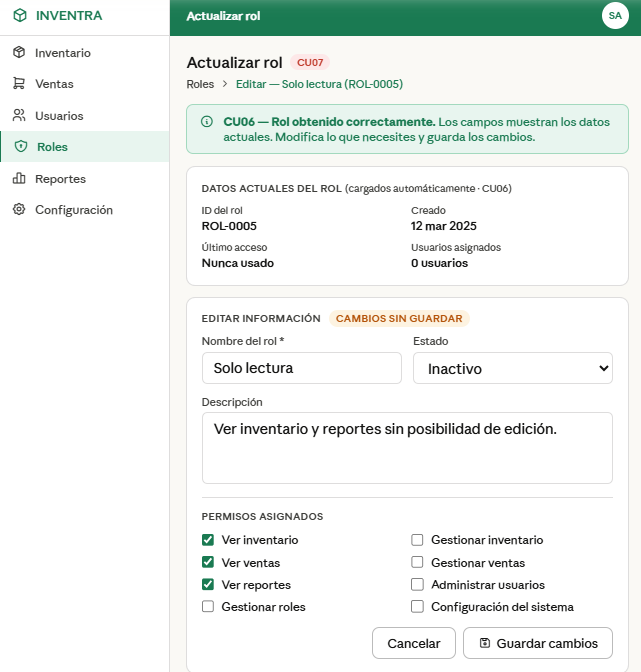 INVENTRA
Inventario
Ventas
Usuarios
Roles
Reportes
Configuración
Actualizar rol
SA
Actualizar rol CU07
Roles > Editar — Solo lectura (ROL-0005)
CU06 — Rol obtenido correctamente. Los campos muestran los datos
actuales. Modifica lo que necesites y guarda los cambios.
DATOS ACTUALES DEL ROL (cargados automáticamente · CU06)
ID del rol
ROL-0005
Creado
12 mar 2025
Último acceso
Nunca usado
Usuarios asignados
0 usuarios
EDITAR INFORMACIÓN CAMBIOS SIN GUARDAR
Nombre del rol *
Solo lectura
Estado
Inactivo
Descripción
Ver inventario y reportes sin posibilidad de edición.
PERMISOS ASIGNADOS
Ver inventario
Gestionar inventario
Ver ventas
Gestionar ventas
Ver reportes
Administrar usuarios
Gestionar roles
Configuración del sistema
Cancelar
Guardar cambios